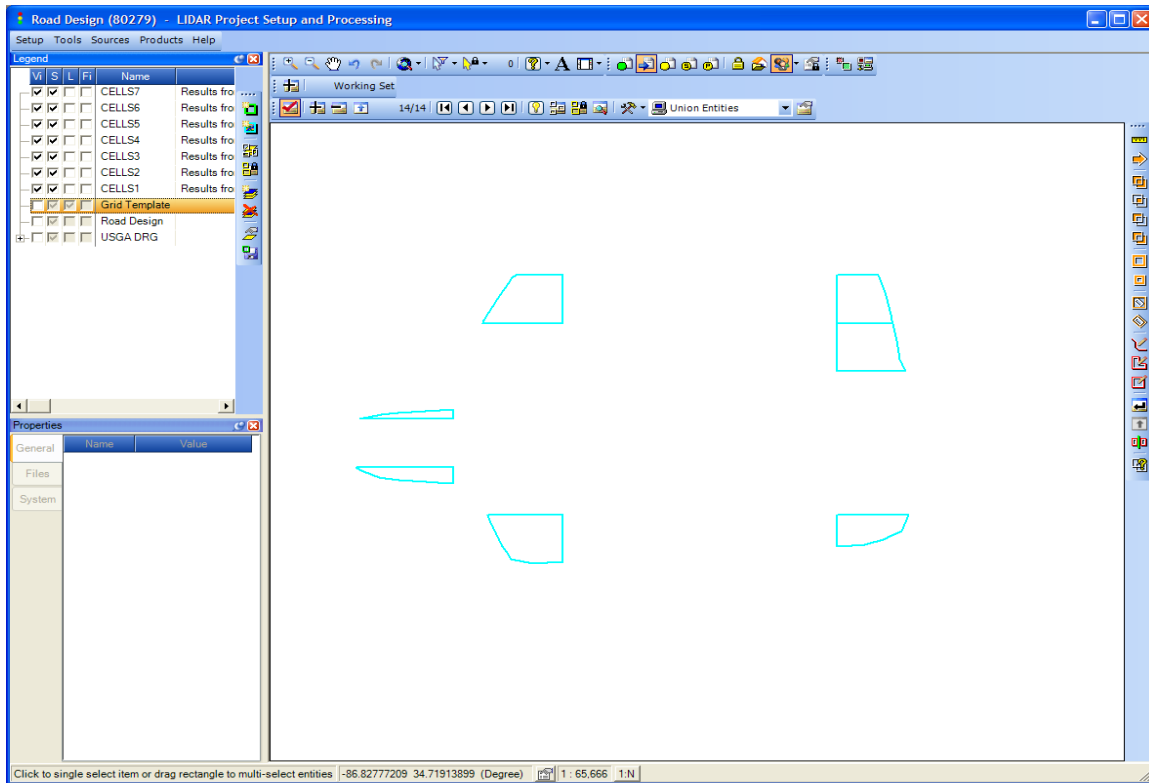 Road Design (80279) - LIDAR Project Setup and Processing
Setup Tools Sources Products Help
Legend
Vi S L Fi Name
CELLS7 Results fro
CELLS6 Results fro
CELLS5 Results fro
CELLS4 Results fro
CELLS3 Results fro
CELLS2 Results fro
CELLS1 Results fro
Grid Template
Road Design
USGA DRG
0
Working Set
14/14 Union Entities
Properties
General Name Value
Files
System
Click to single select item or drag rectangle to multi-select entities -86.82777209 34.71913899 (Degree) 1 : 65,666 1:N